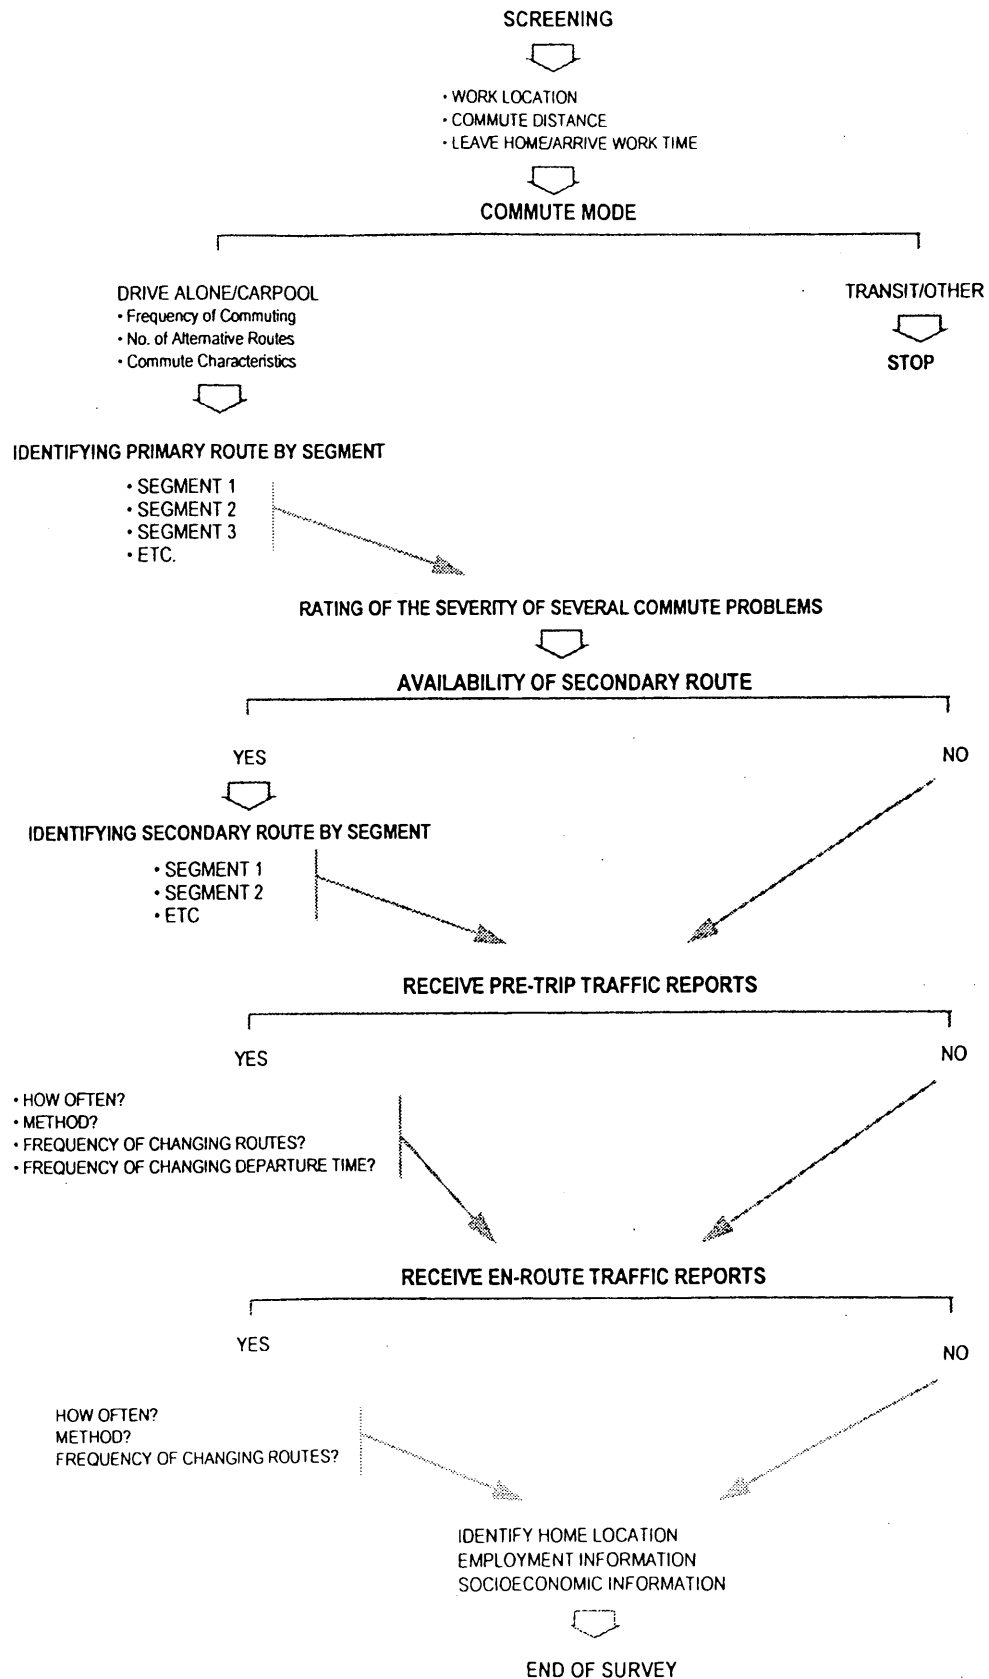 SCREENING
• WORK LOCATION
• COMMUTE DISTANCE
• LEAVE HOME/ARRIVE WORK TIME
COMMUTE MODE
DRIVE ALONE/CARPOOL
• Frequency of Commuting
• No. of Alternative Routes
• Commute Characteristics
TRANSIT/OTHER
STOP
IDENTIFYING PRIMARY ROUTE BY SEGMENT
• SEGMENT 1
• SEGMENT 2
• SEGMENT 3
• ETC.
RATING OF THE SEVERITY OF SEVERAL COMMUTE PROBLEMS
AVAILABILITY OF SECONDARY ROUTE
YES
NO
IDENTIFYING SECONDARY ROUTE BY SEGMENT
• SEGMENT 1
• SEGMENT 2
• ETC
RECEIVE PRE-TRIP TRAFFIC REPORTS
YES
NO
• HOW OFTEN?
• METHOD?
• FREQUENCY OF CHANGING ROUTES?
• FREQUENCY OF CHANGING DEPARTURE TIME?
RECEIVE EN-ROUTE TRAFFIC REPORTS
YES
NO
HOW OFTEN?
METHOD?
FREQUENCY OF CHANGING ROUTES?
IDENTIFY HOME LOCATION
EMPLOYMENT INFORMATION
SOCIOECONOMIC INFORMATION
END OF SURVEY